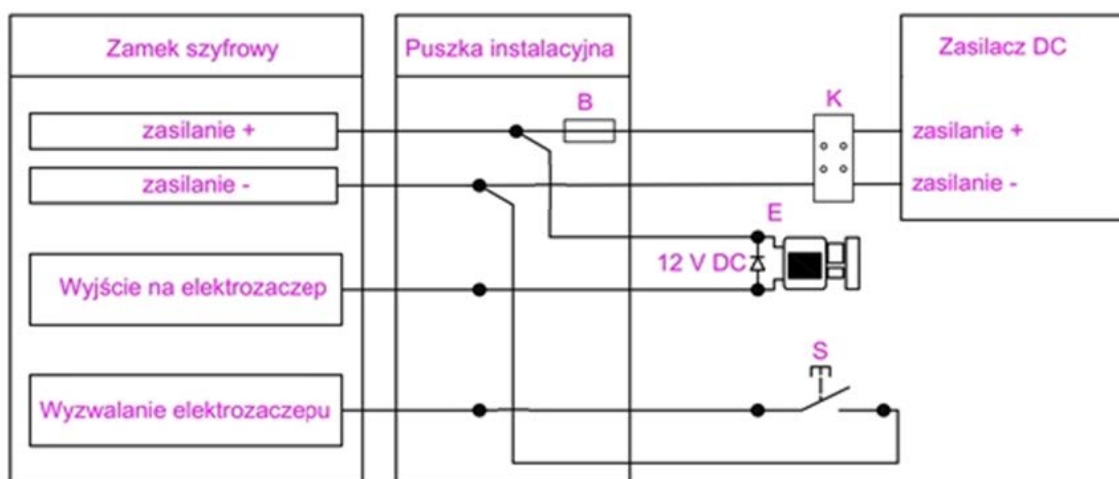 Zamek szyfrowy
Puszka instalacyjna
Zasilacz DC
B
K
zasilanie +
zasilanie +
zasilanie -
zasilanie -
E
12 V DC
Wyjście na elektrozaczep
S
Wyzwalanie elektrozaczepu